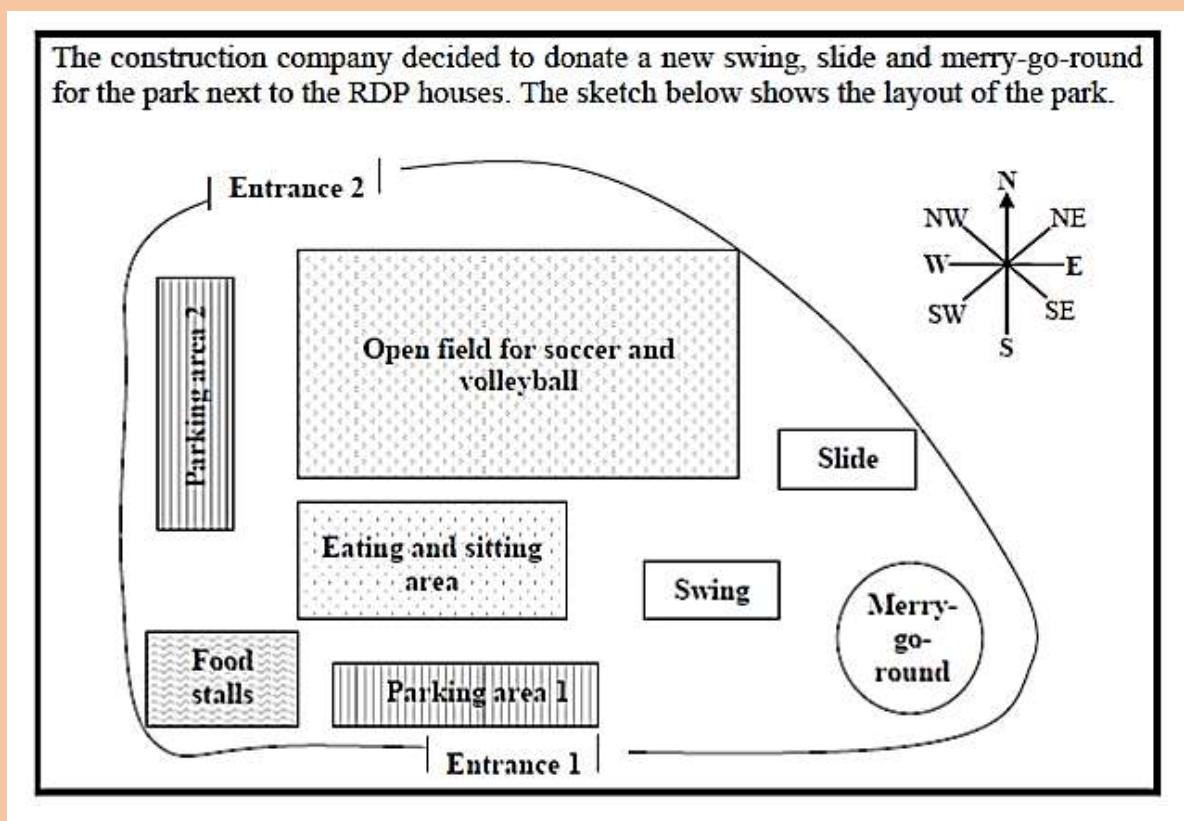 The construction company decided to donate a new swing, slide and merry-go-round
for the park next to the RDP houses. The sketch below shows the layout of the park.
Entrance 2
N
NW
NE
W
E
SW
SE
S
Parking area 2
Open field for soccer and
volleyball
Slide
Eating and sitting
area
Swing
Merry-
go-
round
Food
stalls
Parking area 1
Entrance 1